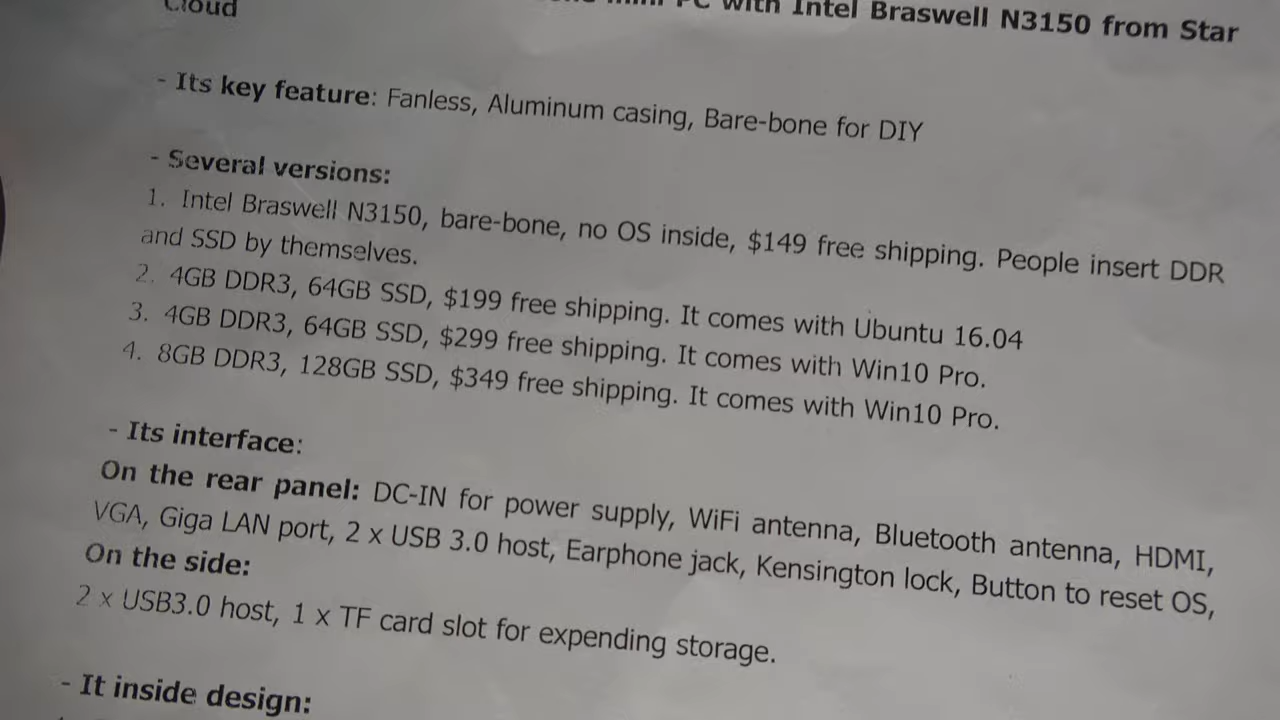 PC with Intel Braswell N3150 from Star
Cloud
- Its key feature: Fanless, Aluminum casing, Bare-bone for DIY
- Several versions:
1. Intel Braswell N3150, bare-bone, no OS inside, $149 free shipping. People insert DDR
and SSD by themselves.
2. 4GB DDR3, 64GB SSD, $199 free shipping. It comes with Ubuntu 16.04
3. 4GB DDR3, 64GB SSD, $299 free shipping. It comes with Win10 Pro.
4. 8GB DDR3, 128GB SSD, $349 free shipping. It comes with Win10 Pro.
- Its interface:
On the rear panel: DC-IN for power supply, WiFi antenna, Bluetooth antenna, HDMI,
VGA, Giga LAN port, 2 x USB 3.0 host, Earphone jack, Kensington lock, Button to reset OS,
On the side:
2 x USB3.0 host, 1 x TF card slot for expending storage.
- It inside design: